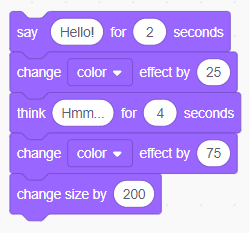 say Hello! for 2 seconds
change color effect by 25
think Hmm... for 4 seconds
change color effect by 75
change size by 200